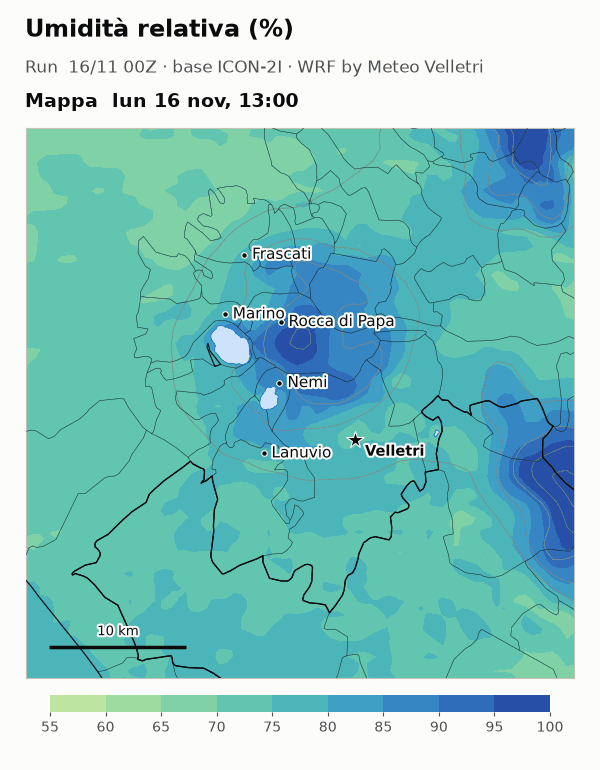 Umidità relativa (%)
Run  16/11 00Z · base ICON-2I · WRF by Meteo Velletri
Mappa  lun 16 nov, 13:00
Frascati
Marino
Rocca di Papa
Nemi
Velletri
Lanuvio
10 km
55 60 65 70 75 80 85 90 95 100